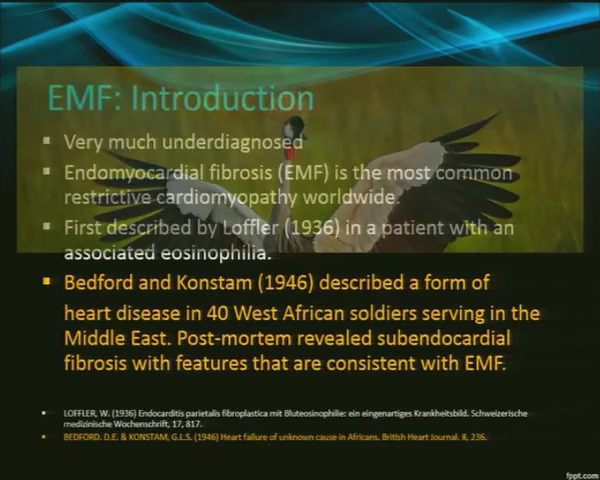 EMF: Introduction
▪ Very much underdiagnosed
▪ Endomyocardial fibrosis (EMF) is the most common
restrictive cardiomyopathy worldwide.
▪ First described by Loffler (1936) in a patient with an
associated eosinophilia.
▪ Bedford and Konstam (1946) described a form of
heart disease in 40 West African soldiers serving in the
Middle East. Post-mortem revealed subendocardial
fibrosis with features that are consistent with EMF.
▪ LOFFLER, W. (1936) Endocarditis parietalis fibroplastica mit Bluteosinophilie: ein eingenartiges Krankheitsbild. Schweizerische
medizinische Wochenschrift, 17, 817.
▪ BEDFORD. D.E. & KONSTAM, G.L.S. (1946) Heart failure of unknown cause in Africans. British Heart Journal. 8, 236.
fppt.com